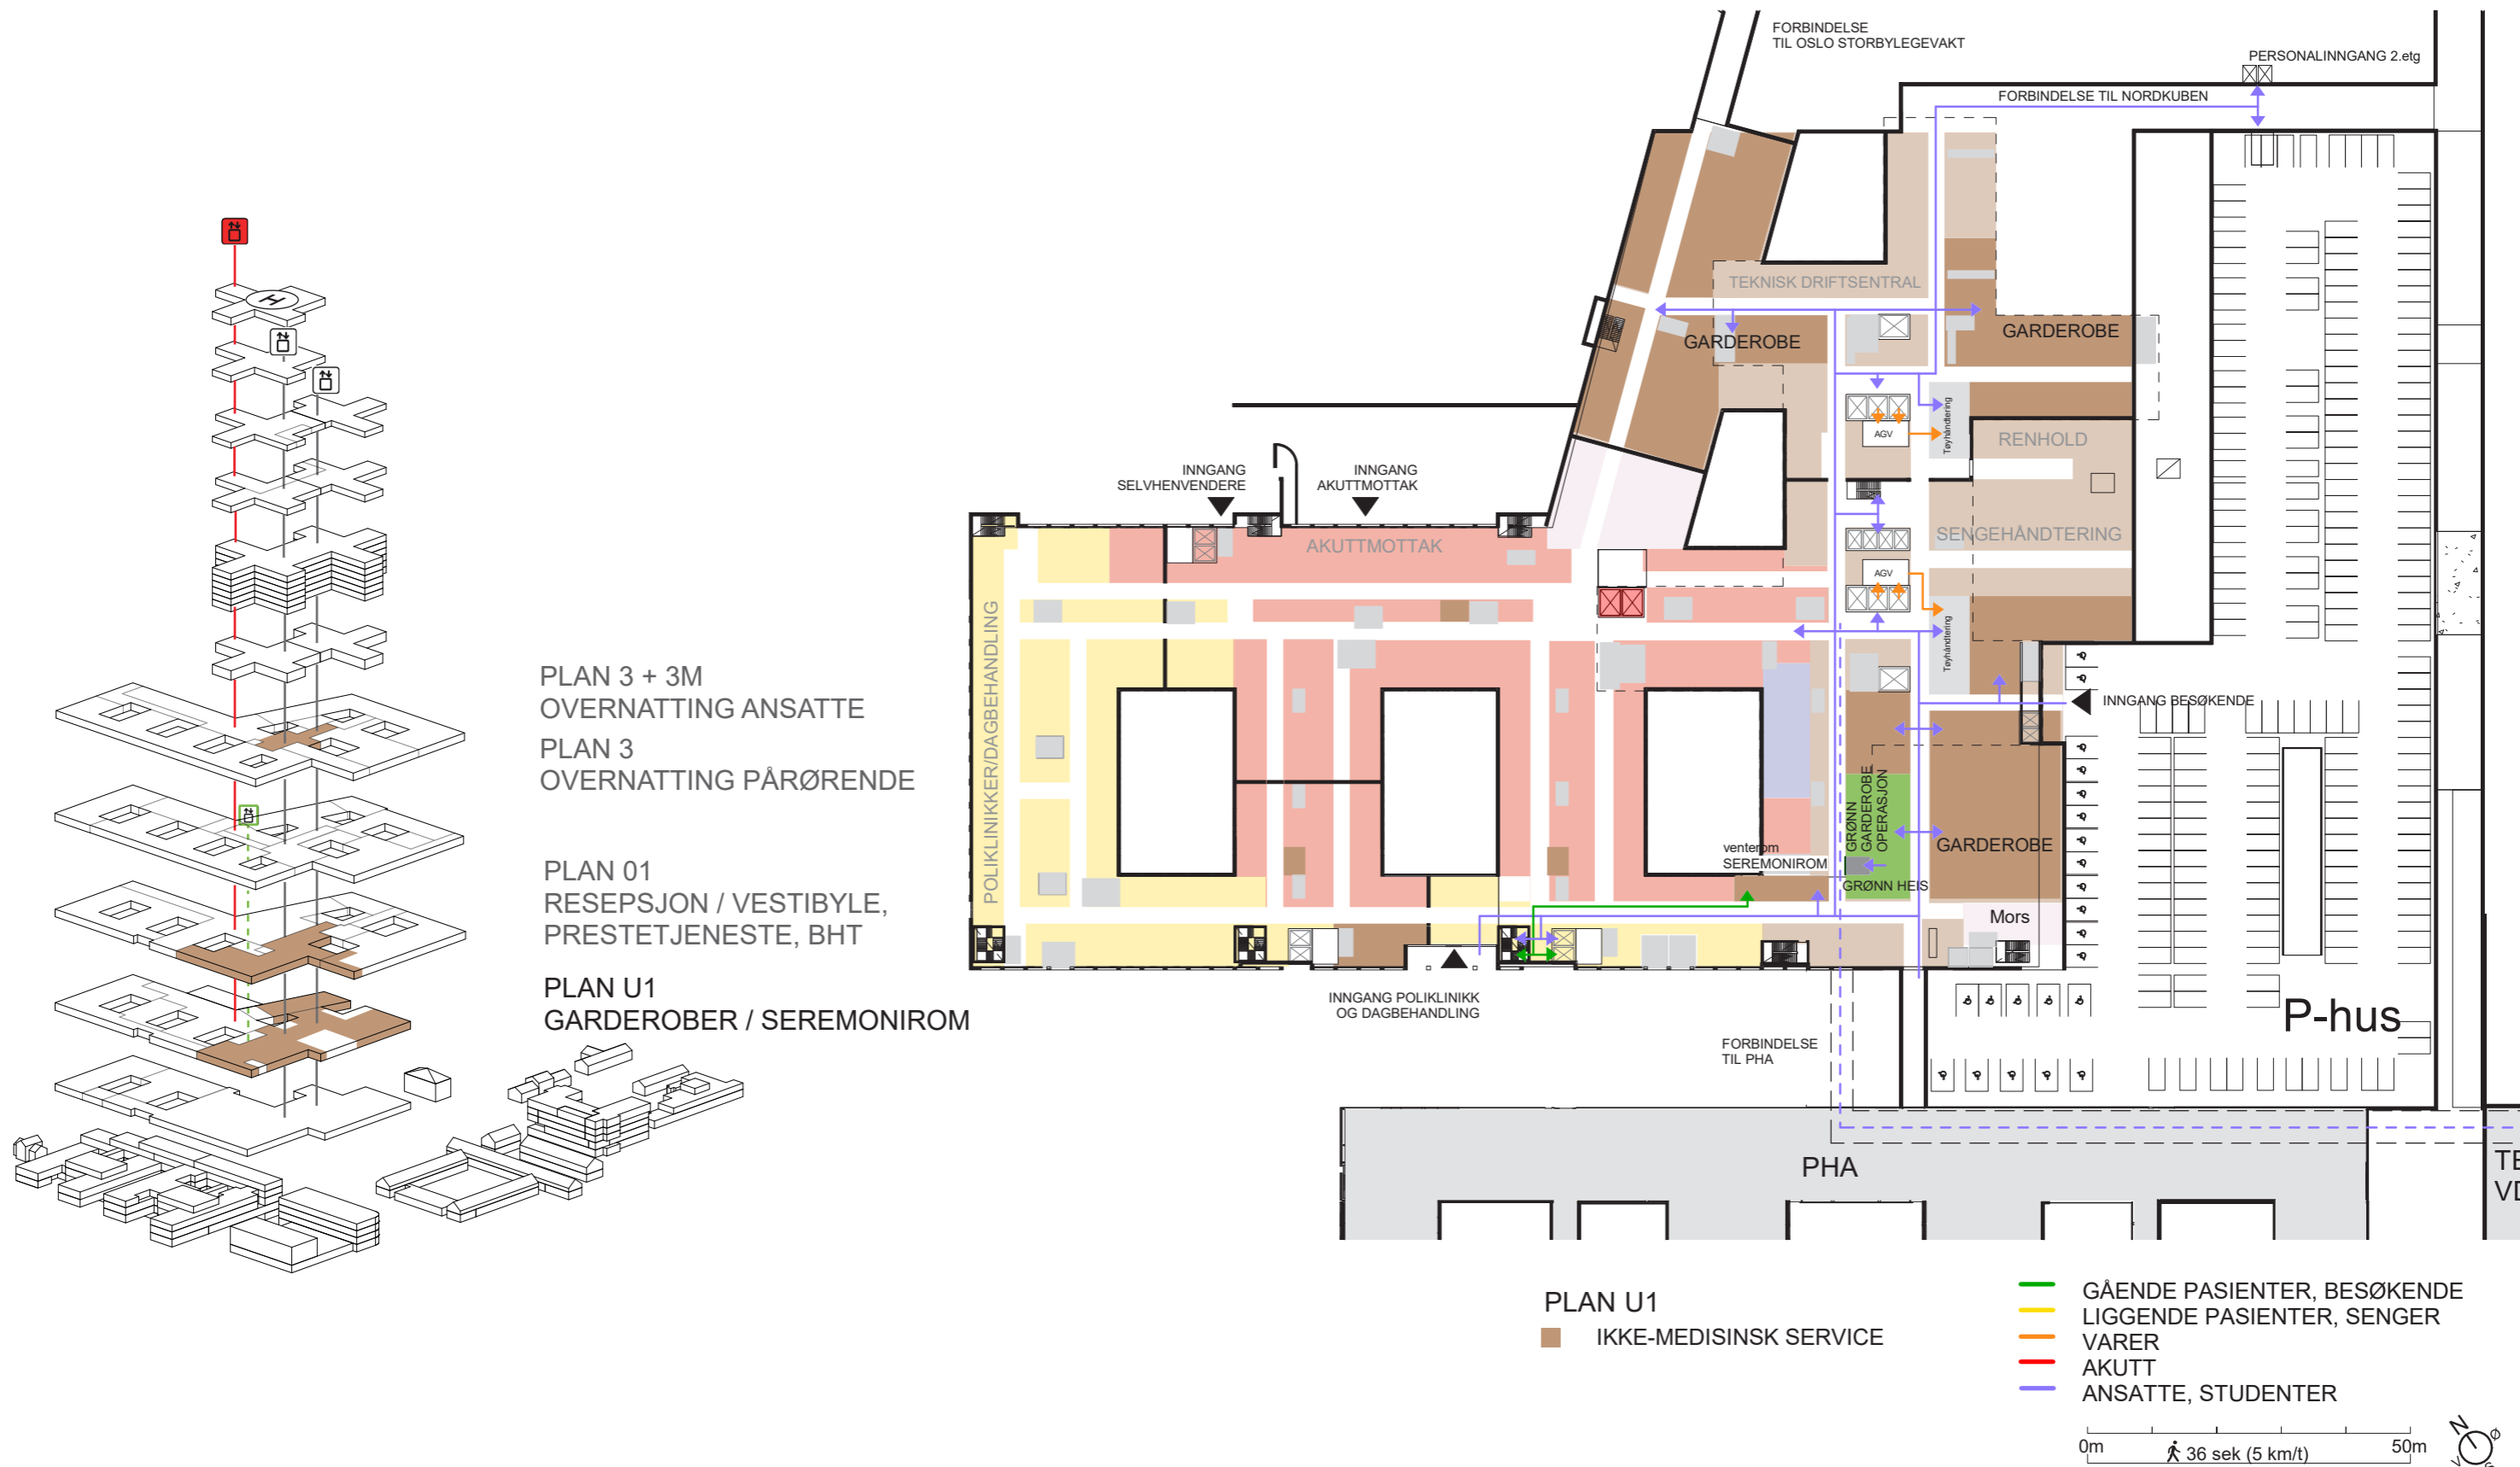 FORBINDELSE
TIL OSLO STORBYLEGEVAKT
PERSONALINNGANG 2.etg
FORBINDELSE TIL NORDKUBEN
H
TEKNISK DRIFTSENTRAL
GARDEROBE
GARDEROBE
Tøyhåndtering
AGV
RENHOLD
INNGANG
SELVHENVENDERE
INNGANG
AKUTTMOTTAK
SENGEHÅNDTERING
AKUTTMOTTAK
AGV
Tøyhåndtering
POLIKLINIKKER/DAGBEHANDLING
INNGANG BESØKENDE
PLAN 3 + 3M
OVERNATTING ANSATTE
PLAN 3
OVERNATTING PÅRØRENDE
GRØNN
GARDEROBE
OPERASJON
venterom
SEREMONIROM
GARDEROBE
GRØNN HEIS
PLAN 01
RESEPSJON / VESTIBYLE,
PRESTETJENESTE, BHT
Mors
PLAN U1
GARDEROBER / SEREMONIROM
INNGANG POLIKLINIKK
OG DAGBEHANDLING
P-hus
FORBINDELSE
TIL PHA
PHA
PLAN U1
IKKE-MEDISINSK SERVICE
GÅENDE PASIENTER, BESØKENDE
LIGGENDE PASIENTER, SENGER
VARER
AKUTT
ANSATTE, STUDENTER
0m
36 sek (5 km/t)
50m
N
Ø
V